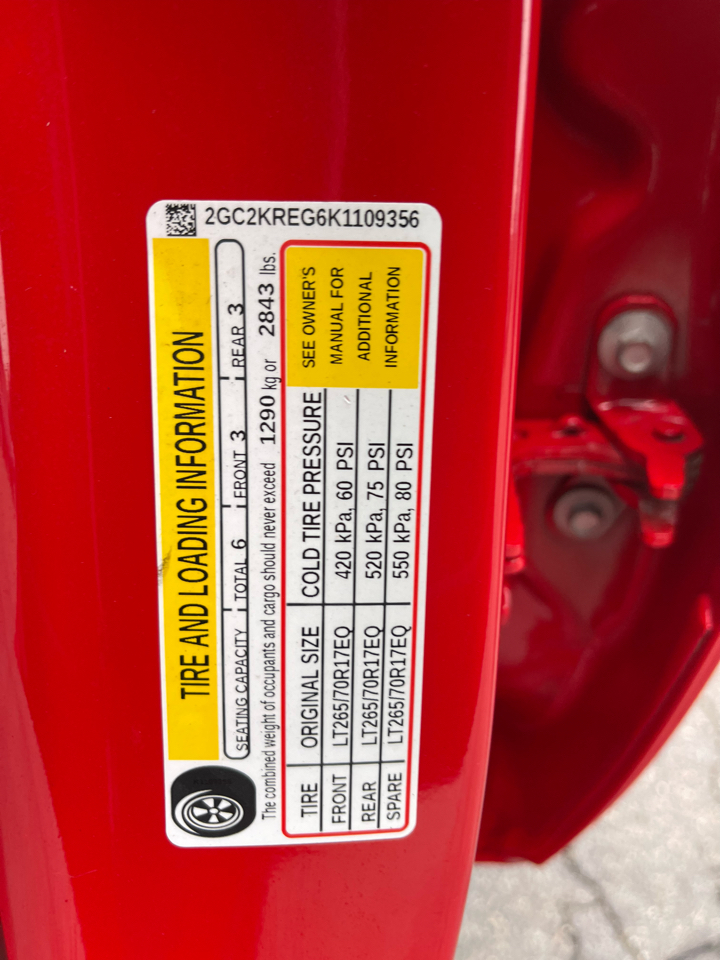 2GC2KREG6K1109356
TIRE AND LOADING INFORMATION
SEATING CAPACITY TOTAL 6 FRONT 3 REAR 3
The combined weight of occupants and cargo should never exceed 1290 kg or 2843 lbs.
TIRE ORIGINAL SIZE COLD TIRE PRESSURE
FRONT LT265/70R17EQ 420 kPa, 60 PSI
REAR LT265/70R17EQ 520 kPa, 75 PSI
SPARE LT265/70R17EQ 550 kPa, 80 PSI
SEE OWNER'S
MANUAL FOR
ADDITIONAL
INFORMATION